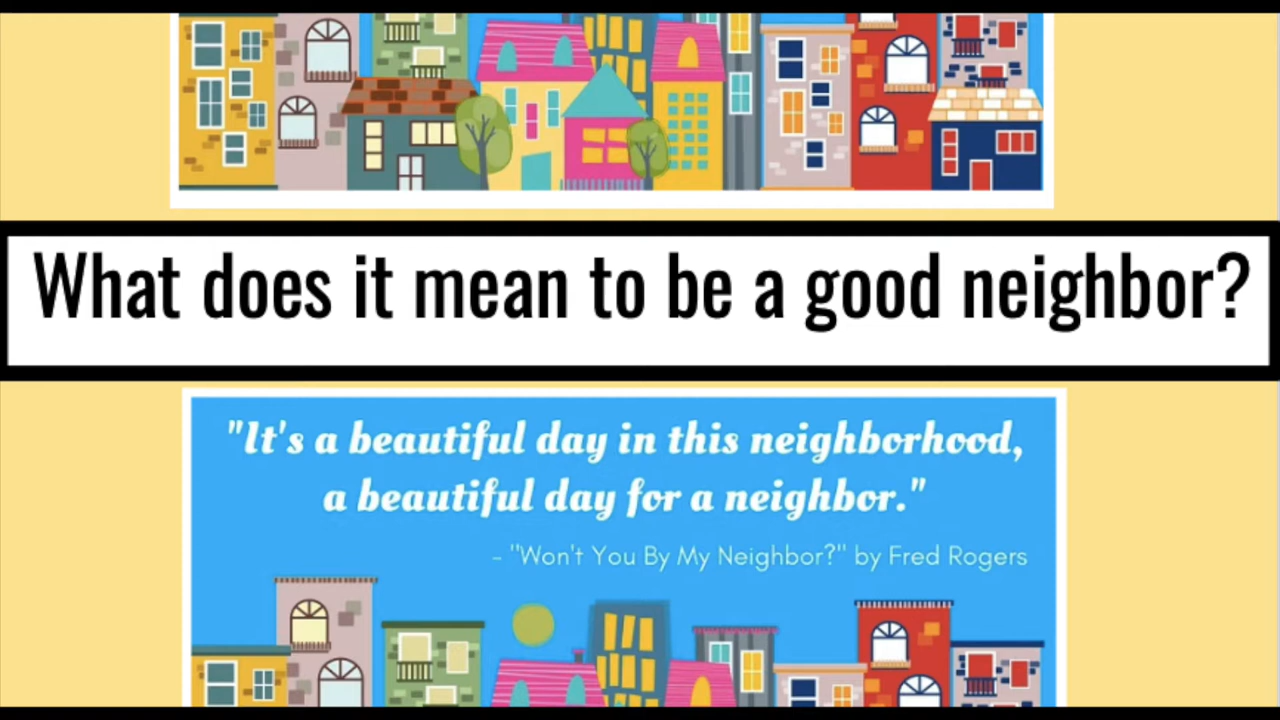 What does it mean to be a good neighbor?
"It's a beautiful day in this neighborhood,
a beautiful day for a neighbor."
- "Won't You By My Neighbor?" by Fred Rogers